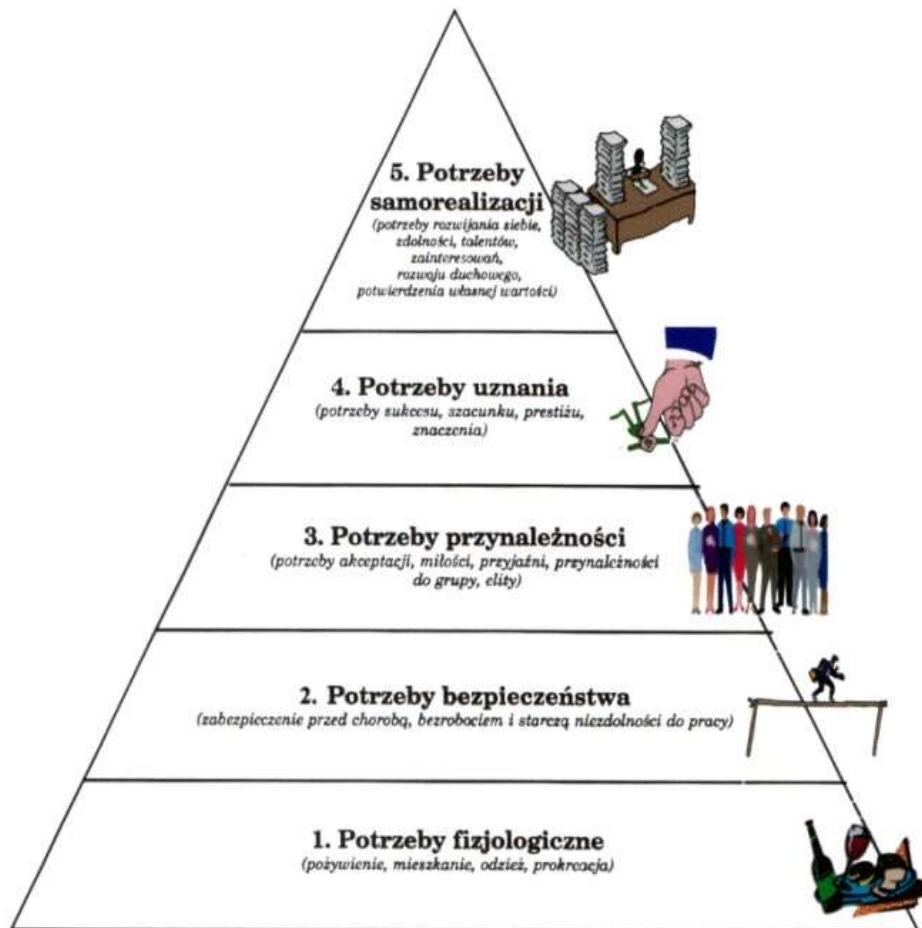 5. Potrzeby
samorealizacji
(potrzeby rozwijania siebie,
zdolności, talentów,
zainteresowań,
rozwoju duchowego,
potwierdzenia własnej wartości)
4. Potrzeby uznania
(potrzeby sukcesu, szacunku, prestiżu,
znaczenia)
3. Potrzeby przynależności
(potrzeby akceptacji, miłości, przyjaźni, przynależności
do grupy, elity)
2. Potrzeby bezpieczeństwa
(zabezpieczenie przed chorobą, bezrobociem i starczą niezdolności do pracy)
1. Potrzeby fizjologiczne
(pożywienie, mieszkanie, odzież, prokreacja)